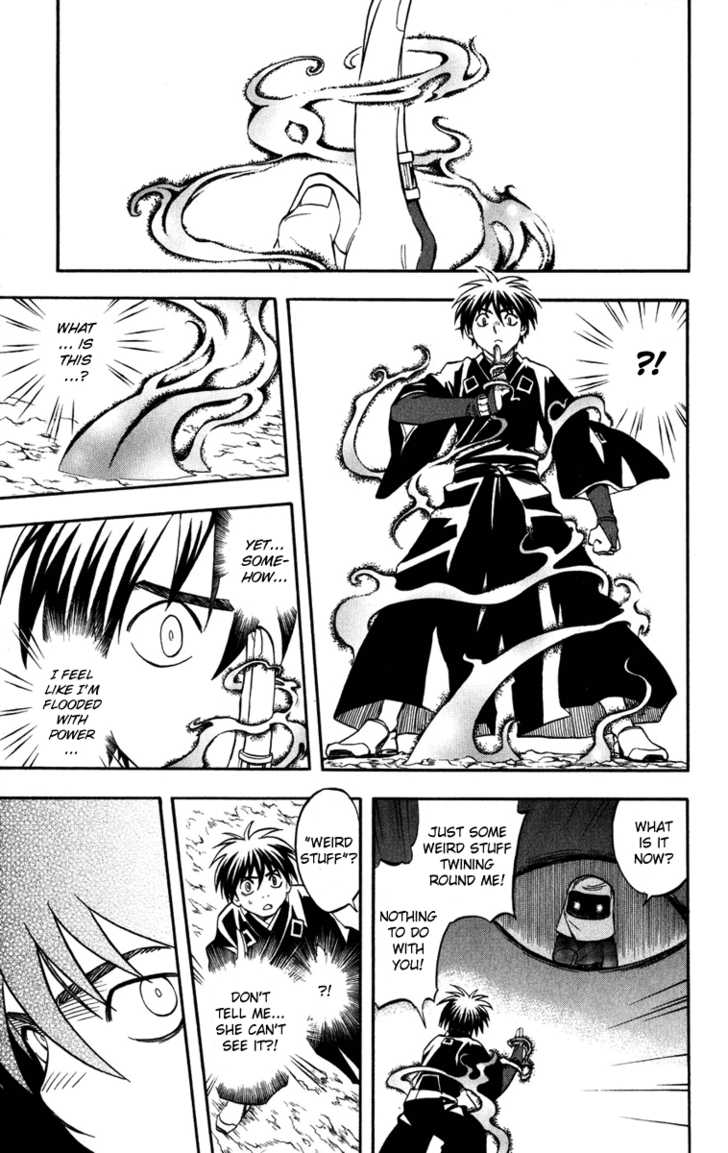 ?!
WHAT
... IS
THIS
...?
YET...
SOME-
HOW...
I FEEL
LIKE I'M
FLOODED
WITH
POWER
...
WHAT
IS IT
NOW?
JUST SOME
WEIRD STUFF
TWINING
ROUND ME!
NOTHING
TO DO
WITH
YOU!
"WEIRD
STUFF"?
?!
DON'T
TELL ME...
SHE CAN'T
SEE IT?!